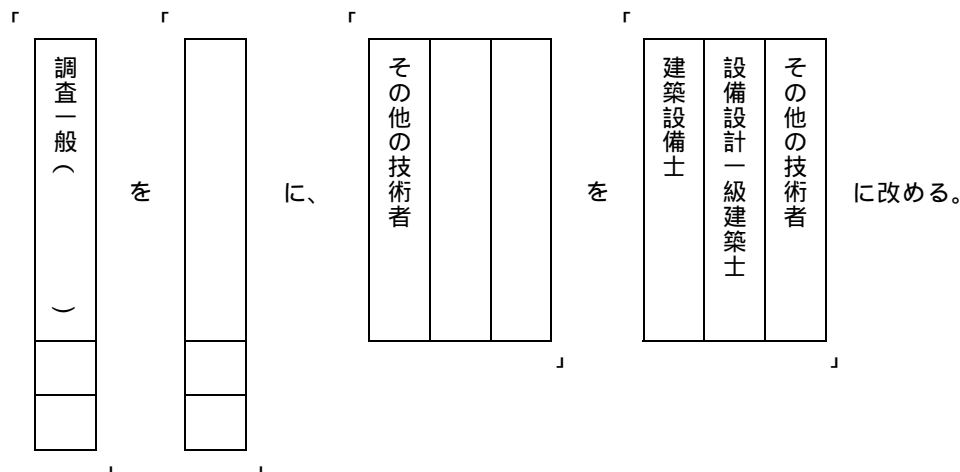 「
調査一般（　　　　　）
」
を
「
」
に、
「
その他の技術者
」
を
「
建築設備士
設備設計一級建築士
その他の技術者
」
に改める。